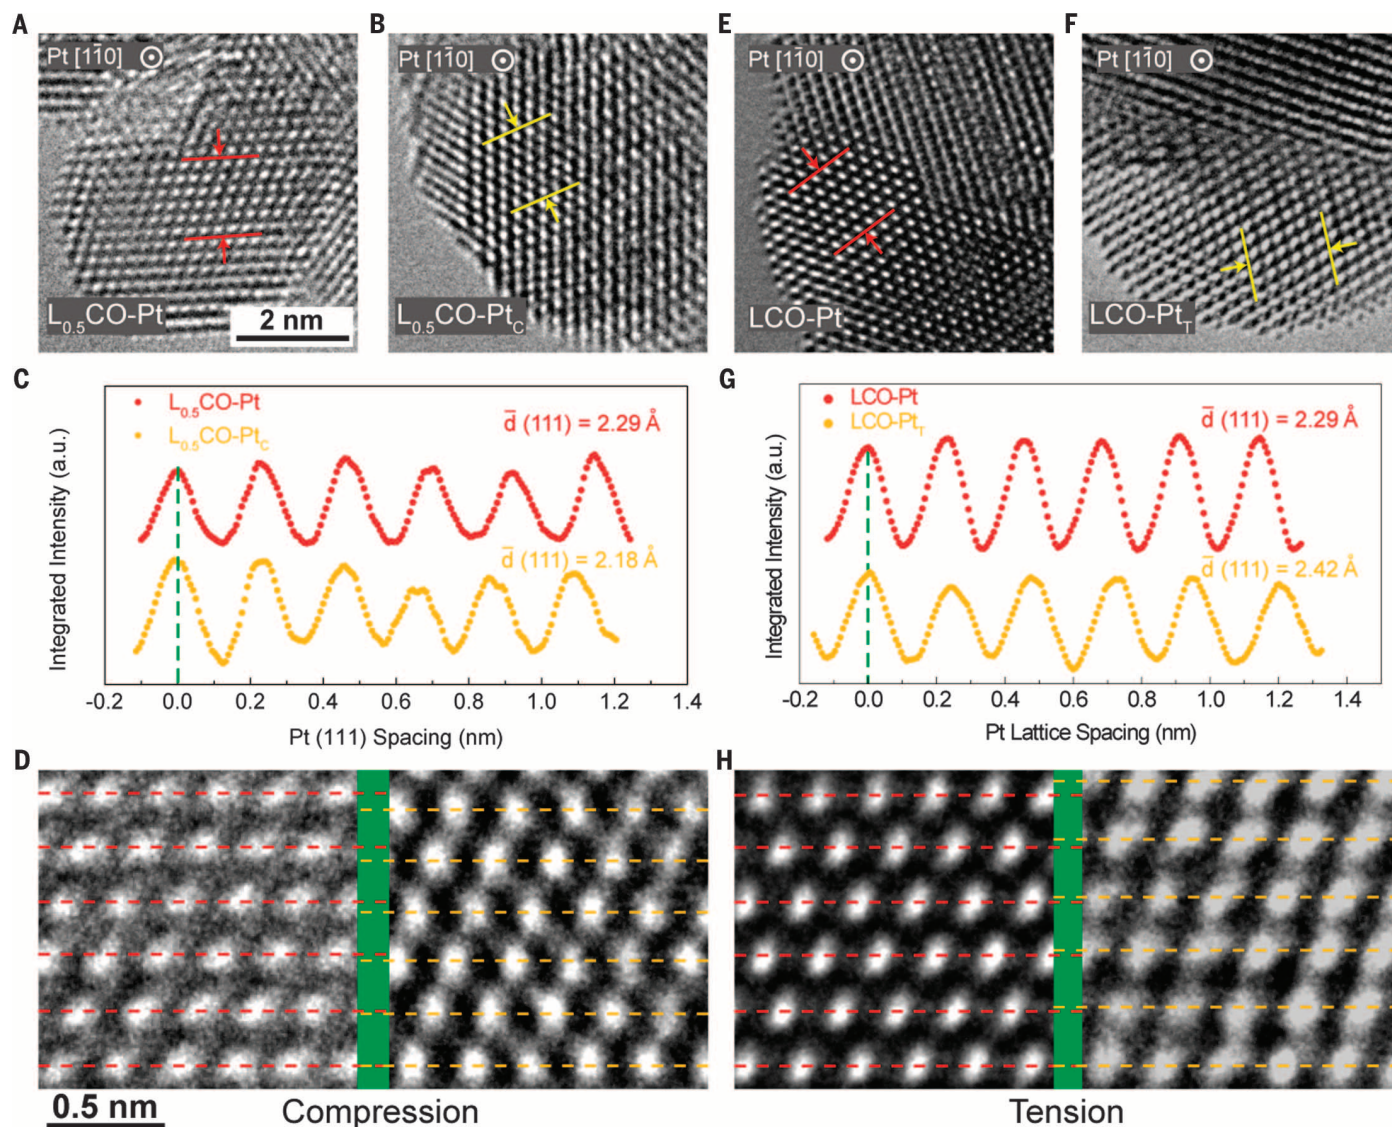 A
Pt [11̄0]
L₀.₅CO-Pt
2 nm
B
Pt [11̄0]
L₀.₅CO-Pt_C
E
Pt [11̄0]
LCO-Pt
F
Pt [11̄0]
LCO-Pt_T
C
Integrated Intensity (a.u.)
L₀.₅CO-Pt
L₀.₅CO-Pt_C
d̄ (111) = 2.29 Å
d̄ (111) = 2.18 Å
-0.2 0.0 0.2 0.4 0.6 0.8 1.0 1.2 1.4
Pt (111) Spacing (nm)
G
Integrated Intensity (a.u.)
LCO-Pt
LCO-Pt_T
d̄ (111) = 2.29 Å
d̄ (111) = 2.42 Å
-0.2 0.0 0.2 0.4 0.6 0.8 1.0 1.2 1.4
Pt Lattice Spacing (nm)
D
0.5 nm
Compression
H
Tension